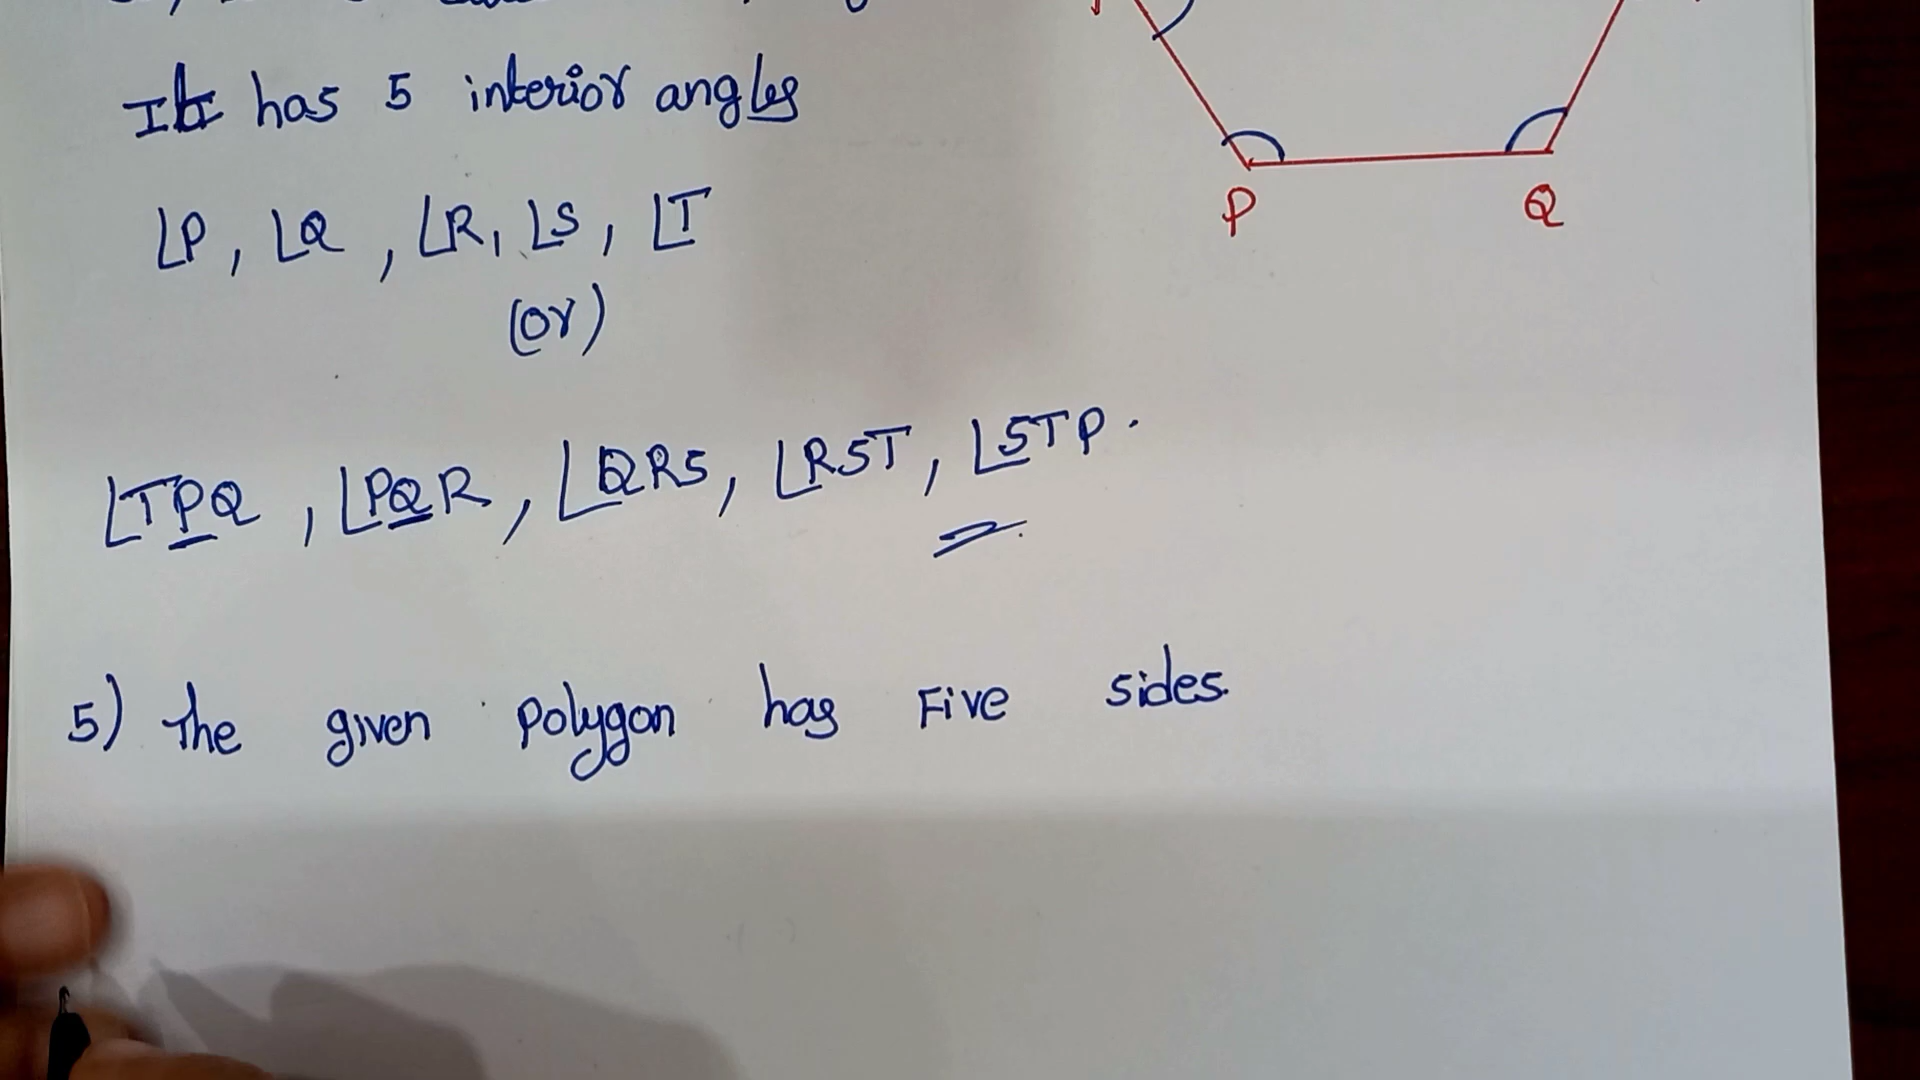 It has 5 interior angles
P Q
∠P, ∠Q, ∠R, ∠S, ∠T
(or)
∠TPQ, ∠PQR, ∠QRS, ∠RST, ∠STP.
5) The given polygon has Five sides.